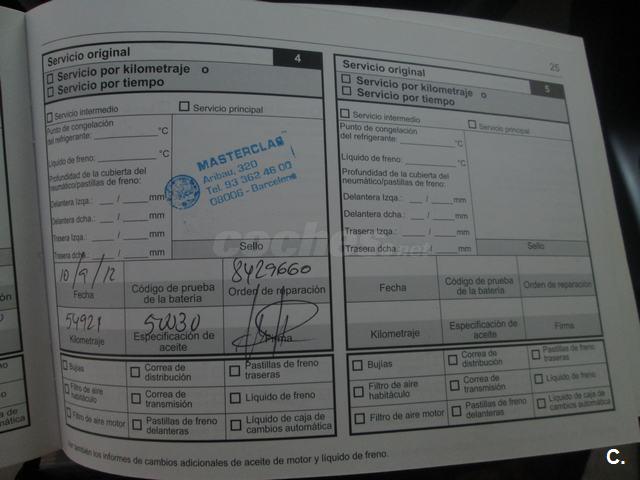 25
Servicio original
4
Servicio por kilometraje o
Servicio por tiempo
Servicio intermedio
Servicio principal
Punto de congelación
del refrigerante: °C
Líquido de freno: °C
Profundidad de la cubierta del
neumático/pastillas de freno:
Delantera Izqa.: / mm
Delantera dcha.: / mm
Trasera Izqa.: / mm
Trasera dcha.: / mm
MASTERCLAS
Aribau, 320
Tel. 93 362 46 00
08006 - Barcelona
Sello
10/9/12
Fecha
Código de prueba
de la batería
8429660
Orden de reparación
54921
Kilometraje
5W30
Especificación de
aceite
Firma
Bujías
Correa de
distribución
Pastillas de freno
traseras
Filtro de aire
habitáculo
Correa de
transmisión
Líquido de freno
Filtro de aire motor
Pastillas de freno
delanteras
Líquido de caja de
cambios automática
Servicio original
5
Servicio por kilometraje o
Servicio por tiempo
Servicio intermedio
Servicio principal
Punto de congelación
del refrigerante: °C
Líquido de freno: °C
Profundidad de la cubierta del
neumático/pastillas de freno:
Delantera Izqa.: / mm
Delantera dcha.: / mm
Trasera Izqa.: / mm
Trasera dcha.: / mm
Sello
Fecha
Código de prueba
de la batería
Orden de reparación
Kilometraje
Especificación de
aceite
Firma
Bujías
Correa de
distribución
Pastillas de freno
traseras
Filtro de aire
habitáculo
Correa de
transmisión
Líquido de freno
Filtro de aire motor
Pastillas de freno
delanteras
Líquido de caja de
cambios automática
también los informes de cambios adicionales de aceite de motor y líquido de freno.
coches.net
C.